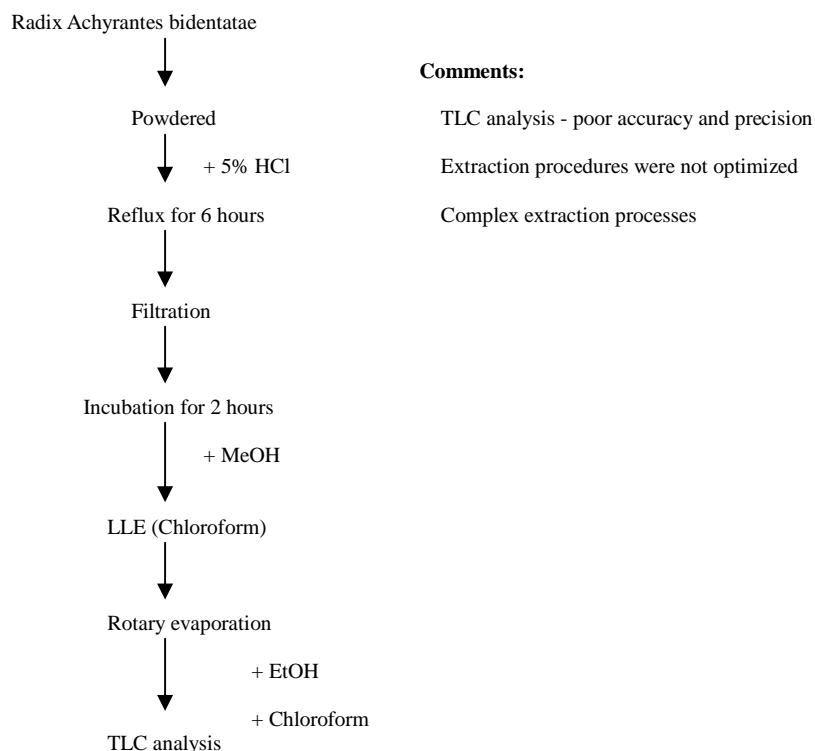 Radix Achyrantes bidentatae
Powdered
+ 5% HCl
Reflux for 6 hours
Filtration
Incubation for 2 hours
+ MeOH
LLE (Chloroform)
Rotary evaporation
+ EtOH
+ Chloroform
TLC analysis
Comments:
TLC analysis - poor accuracy and precision
Extraction procedures were not optimized
Complex extraction processes